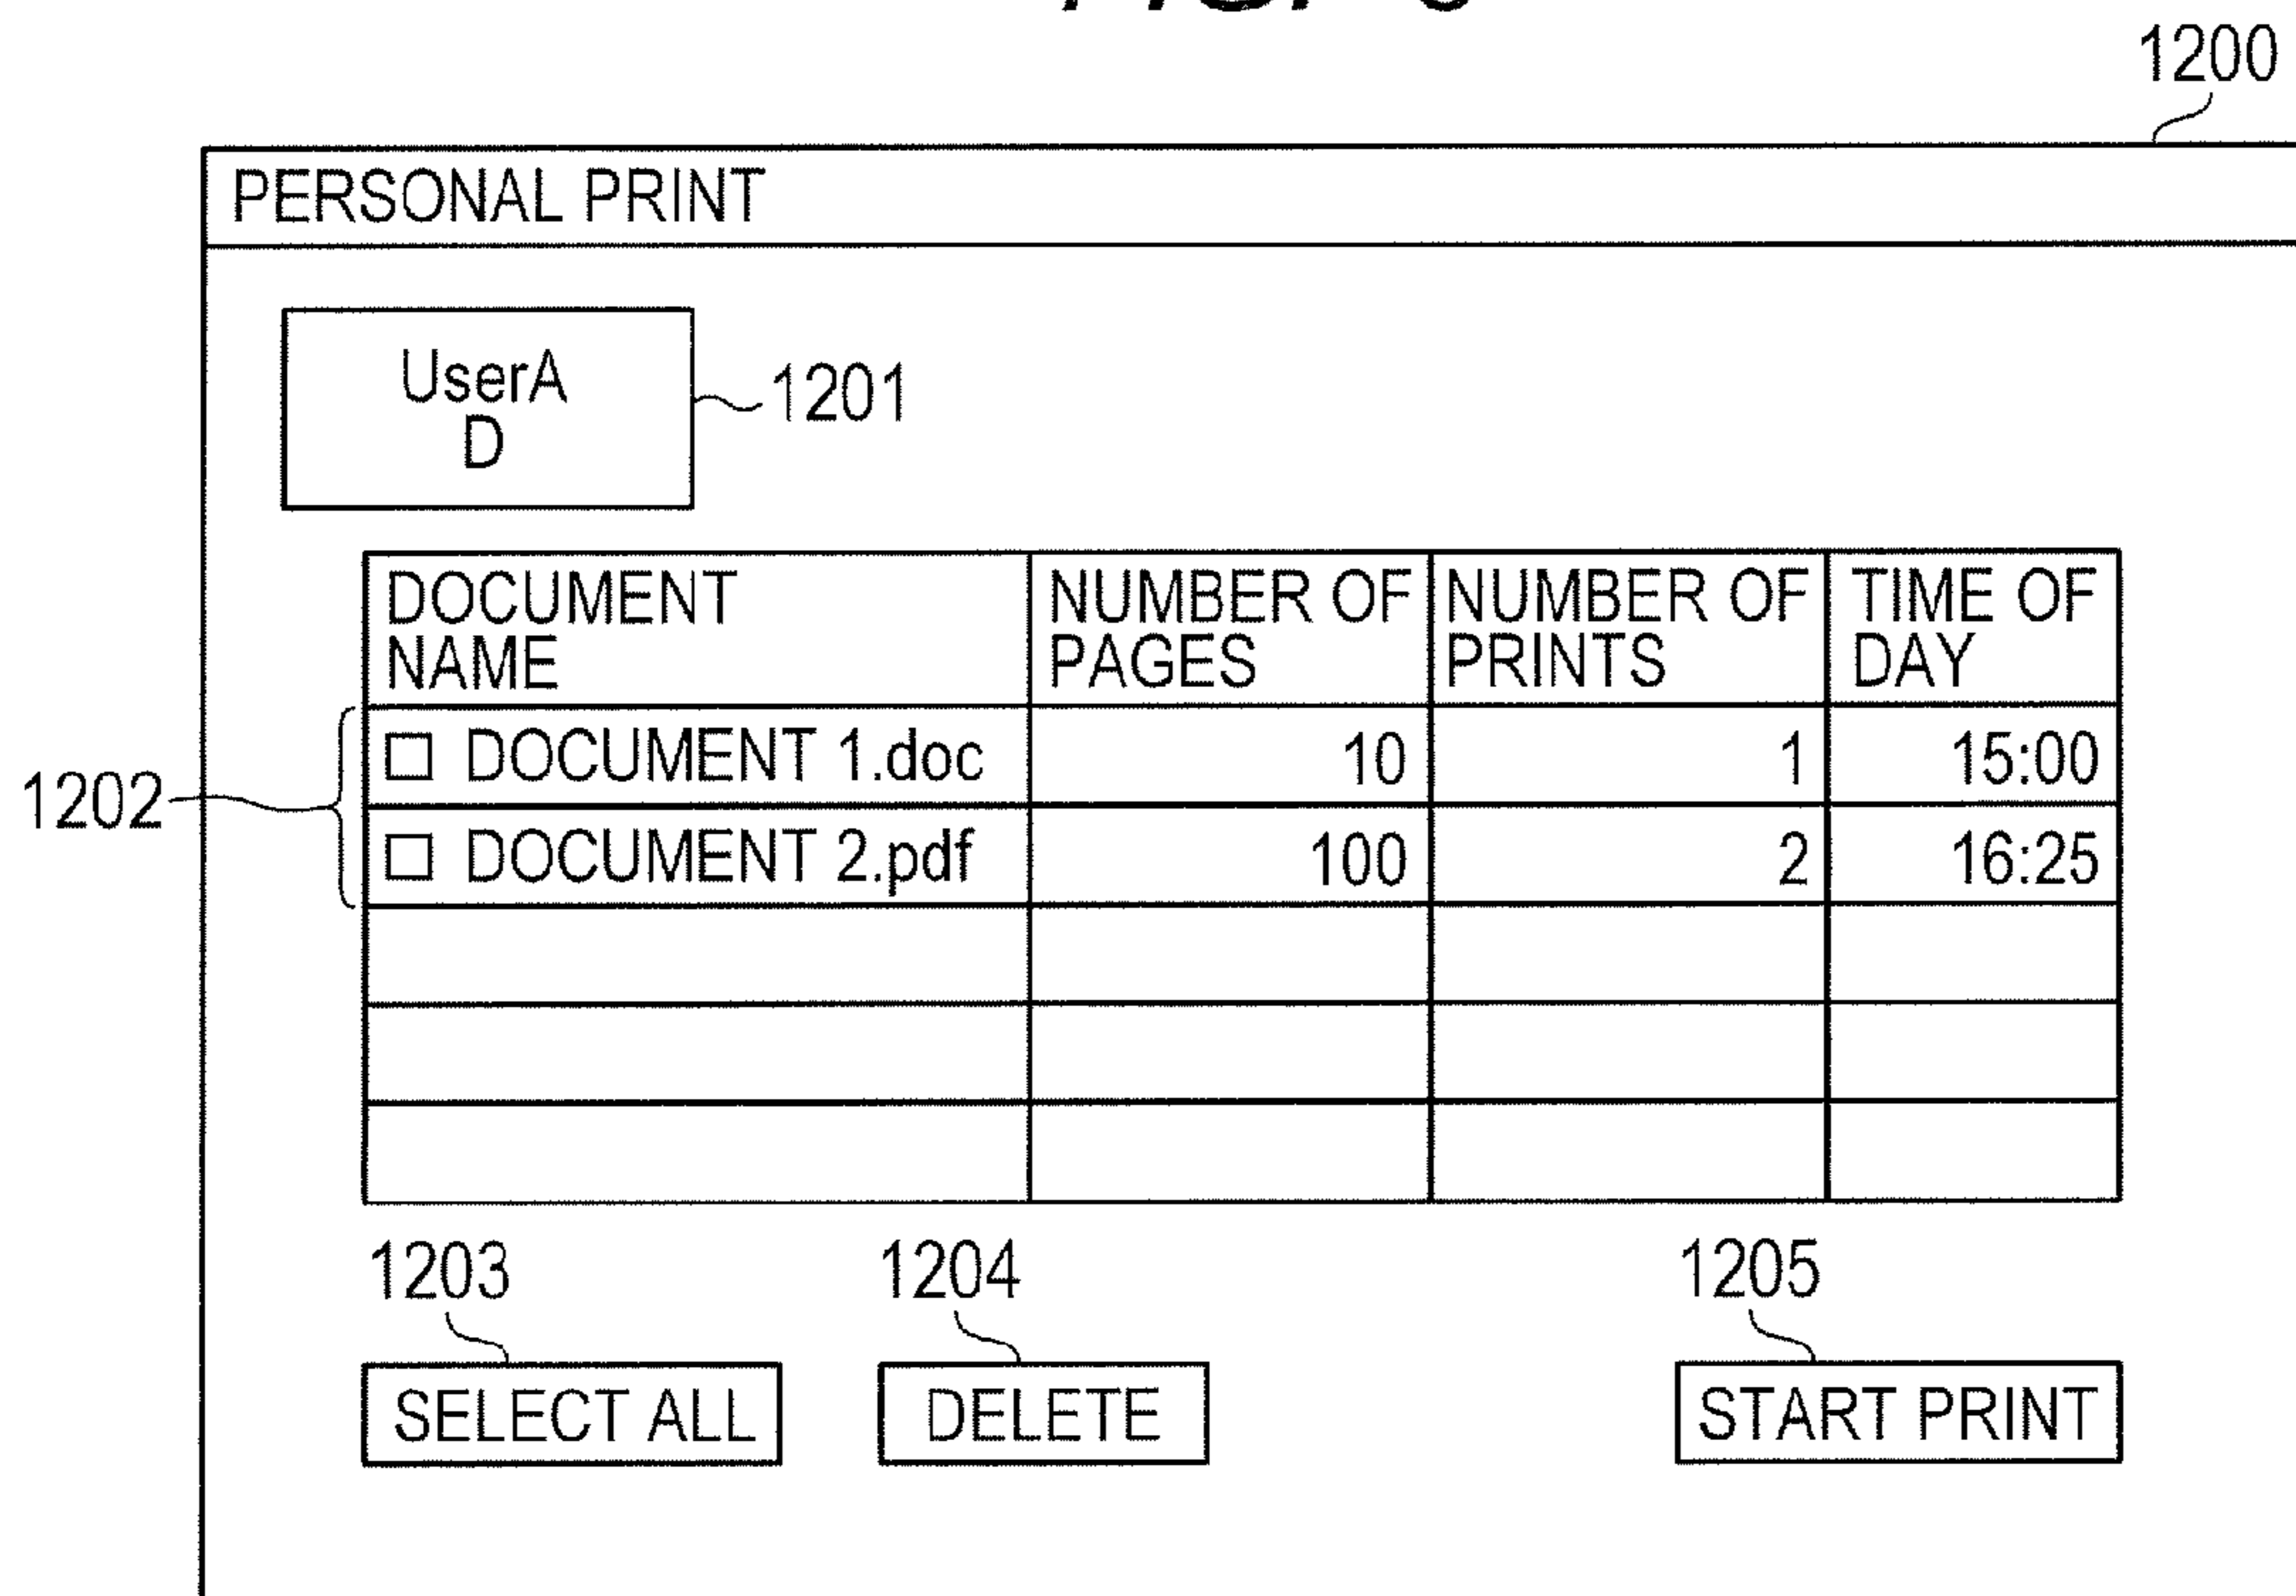 1200
PERSONAL PRINT
UserA
D
1201
DOCUMENT NAME NUMBER OF PAGES NUMBER OF PRINTS TIME OF DAY
1202
☐ DOCUMENT 1.doc 10 1 15:00
☐ DOCUMENT 2.pdf 100 2 16:25
1203 1204 1205
SELECT ALL DELETE START PRINT